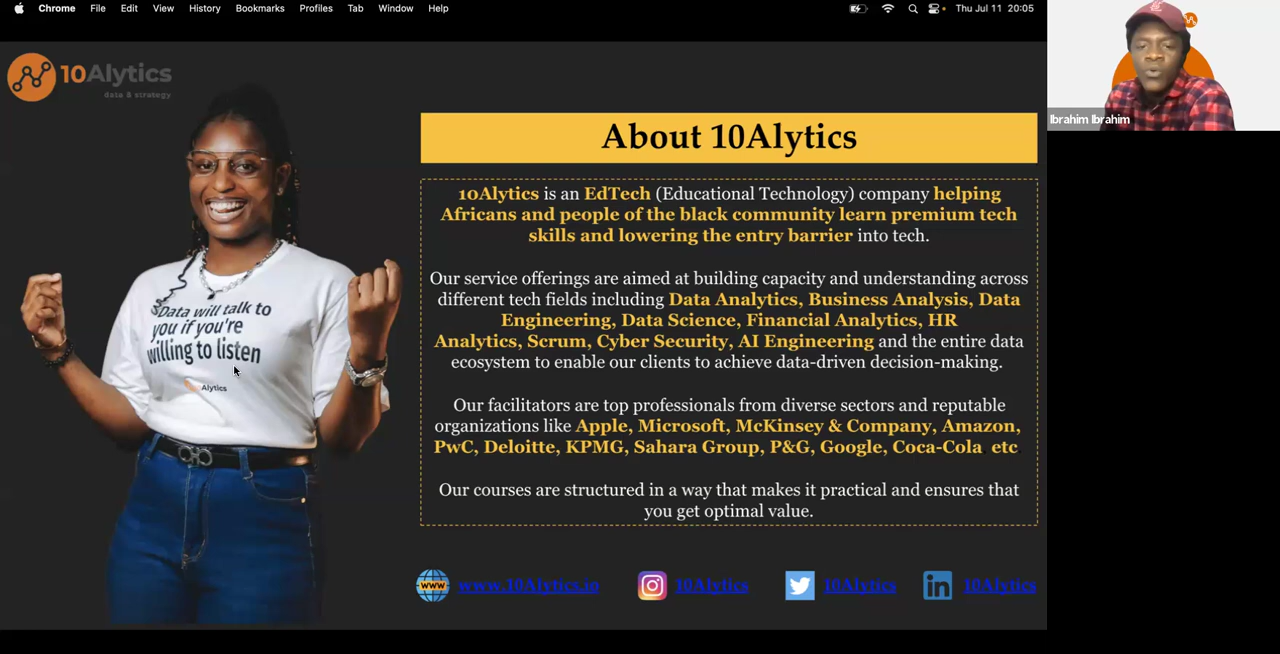 Chrome File Edit View History Bookmarks Profiles Tab Window Help Thu Jul 11 20:05
10Alytics
data & strategy
Ibrahim Ibrahim
About 10Alytics
10Alytics is an EdTech (Educational Technology) company helping
Africans and people of the black community learn premium tech
skills and lowering the entry barrier into tech.
Our service offerings are aimed at building capacity and understanding across
different tech fields including Data Analytics, Business Analysis, Data
Engineering, Data Science, Financial Analytics, HR
Analytics, Scrum, Cyber Security, AI Engineering and the entire data
ecosystem to enable our clients to achieve data-driven decision-making.
Our facilitators are top professionals from diverse sectors and reputable
organizations like Apple, Microsoft, McKinsey & Company, Amazon,
PwC, Deloitte, KPMG, Sahara Group, P&G, Google, Coca-Cola etc
Our courses are structured in a way that makes it practical and ensures that
you get optimal value.
Data will talk to
you if you're
willing to listen
Alytics
WWW www.10Alytics.io 10Alytics 10Alytics in 10Alytics